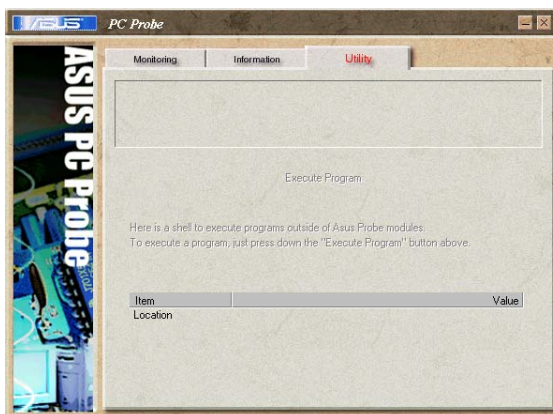 ASUS PC Probe
Monitoring Information Utility
Execute Program
Here is a shell to execute programs outside of Asus Probe modules.
To execute a program, just press down the "Execute Program" button above.
Item Value
Location
ASUS PC Probe